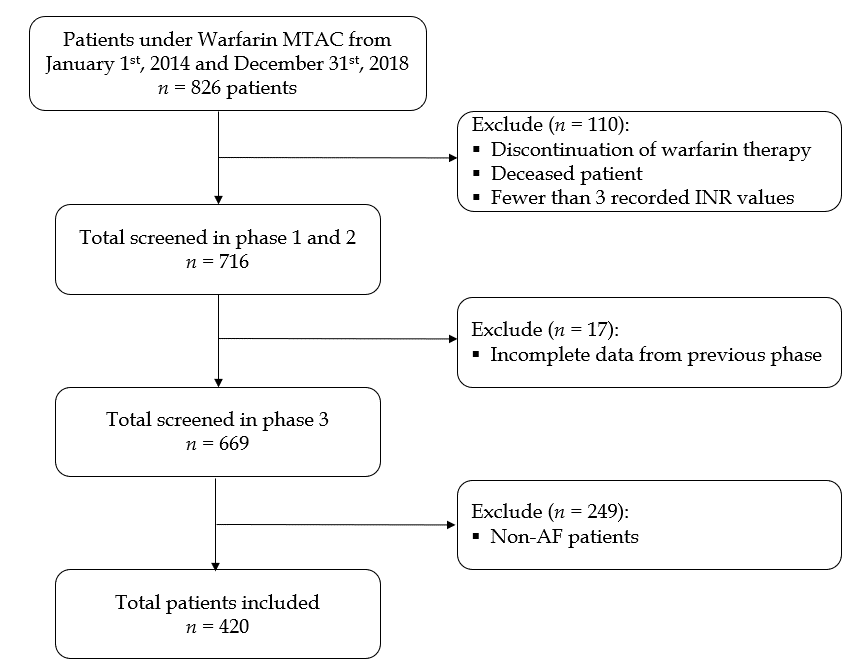 Patients under Warfarin MTAC from
January 1st, 2014 and December 31st, 2018
n = 826 patients
Exclude (n = 110):
▪ Discontinuation of warfarin therapy
▪ Deceased patient
▪ Fewer than 3 recorded INR values
Total screened in phase 1 and 2
n = 716
Exclude (n = 17):
▪ Incomplete data from previous phase
Total screened in phase 3
n = 669
Exclude (n = 249):
▪ Non-AF patients
Total patients included
n = 420